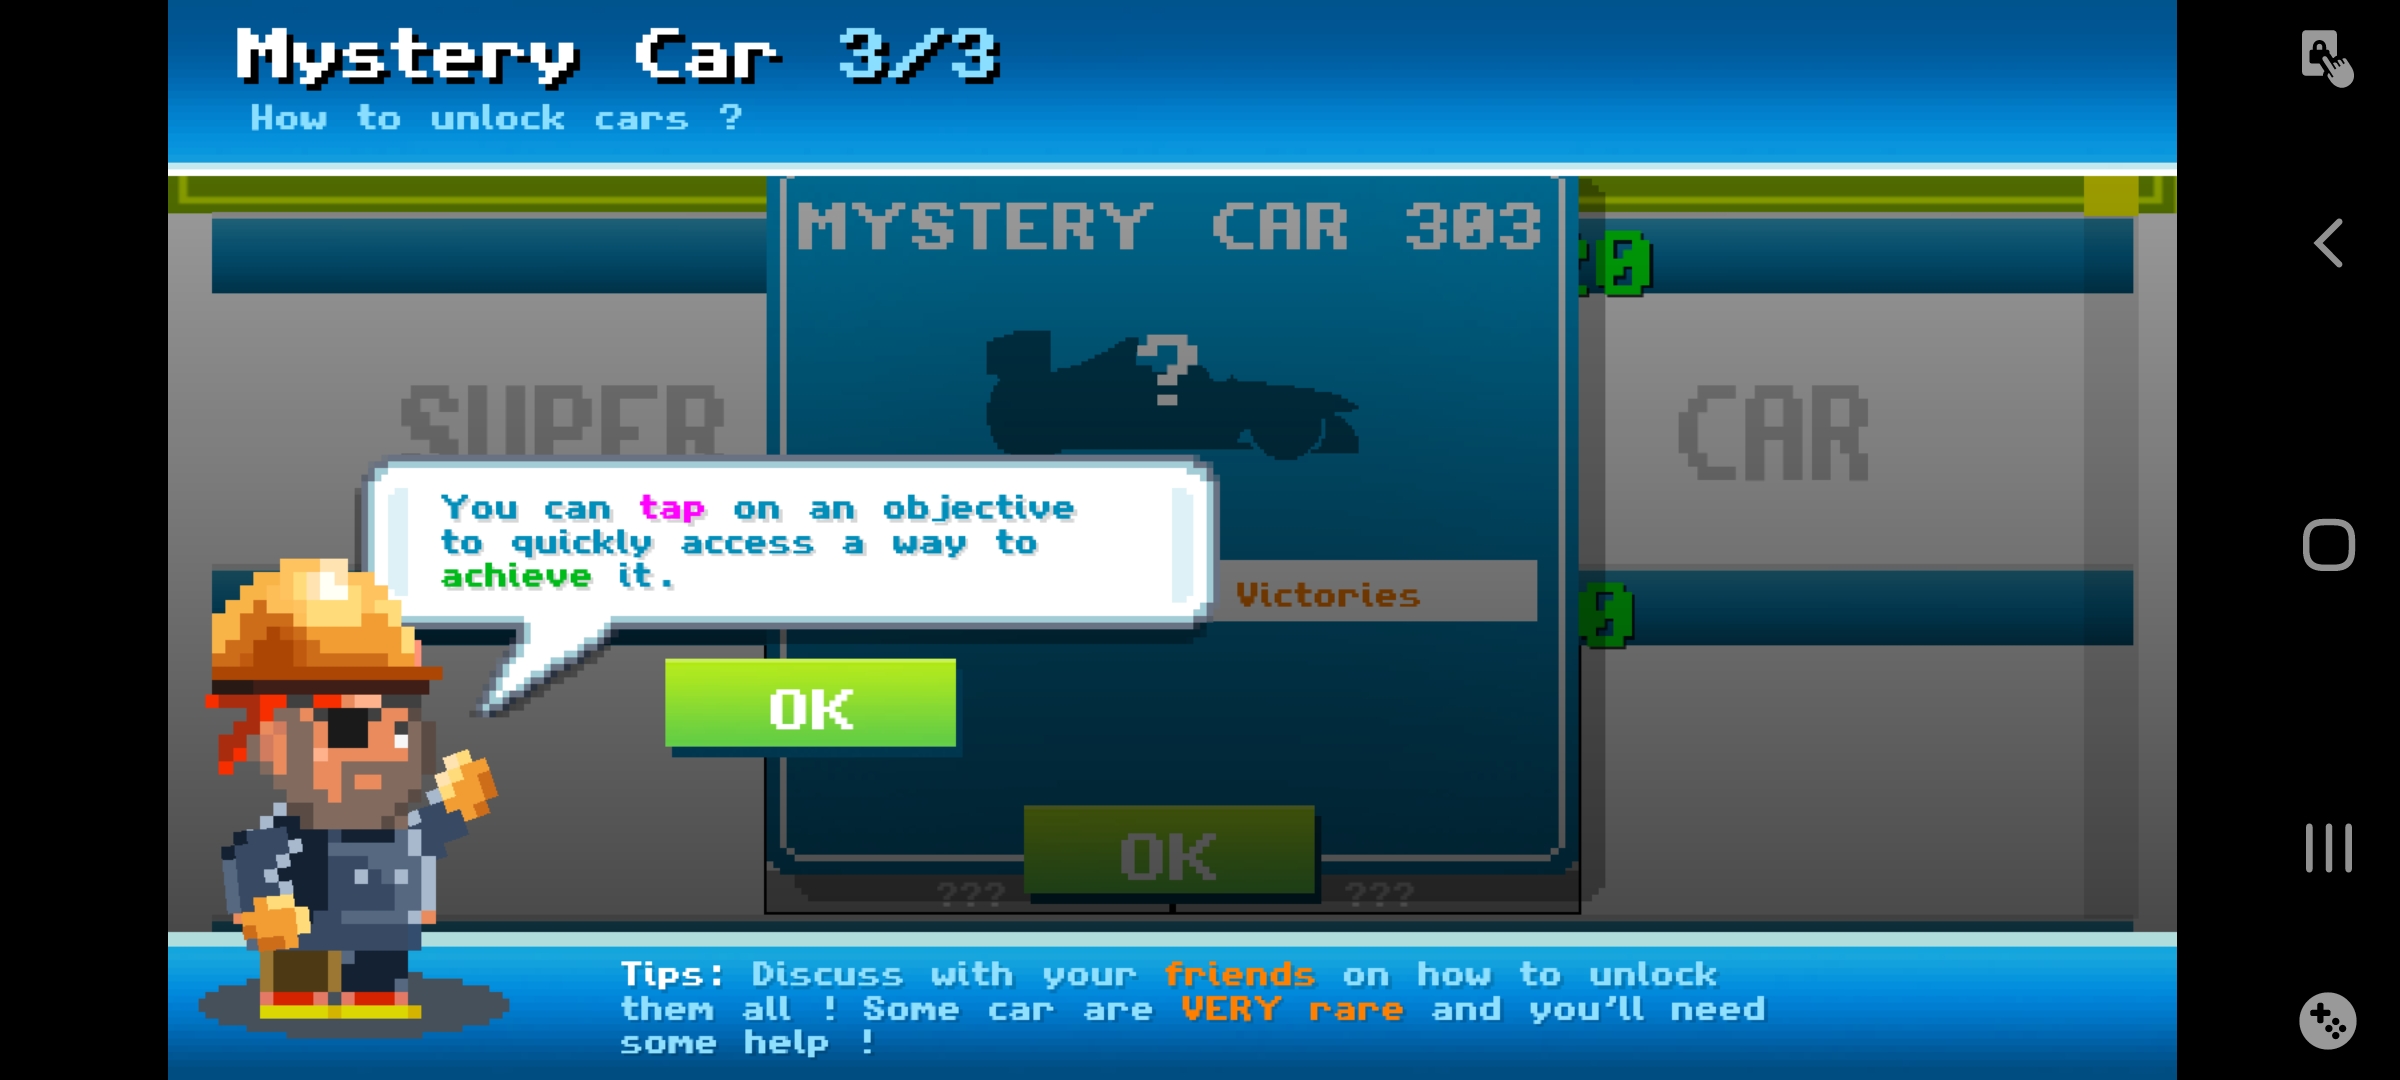 Mystery Car 3/3
How to unlock cars ?
MYSTERY CAR 303
?
SUPER
CAR
You can tap on an objective
to quickly access a way to
achieve it.
Victories
OK
OK
??? ???
Tips: Discuss with your friends on how to unlock
them all ! Some car are VERY rare and you'll need
some help !